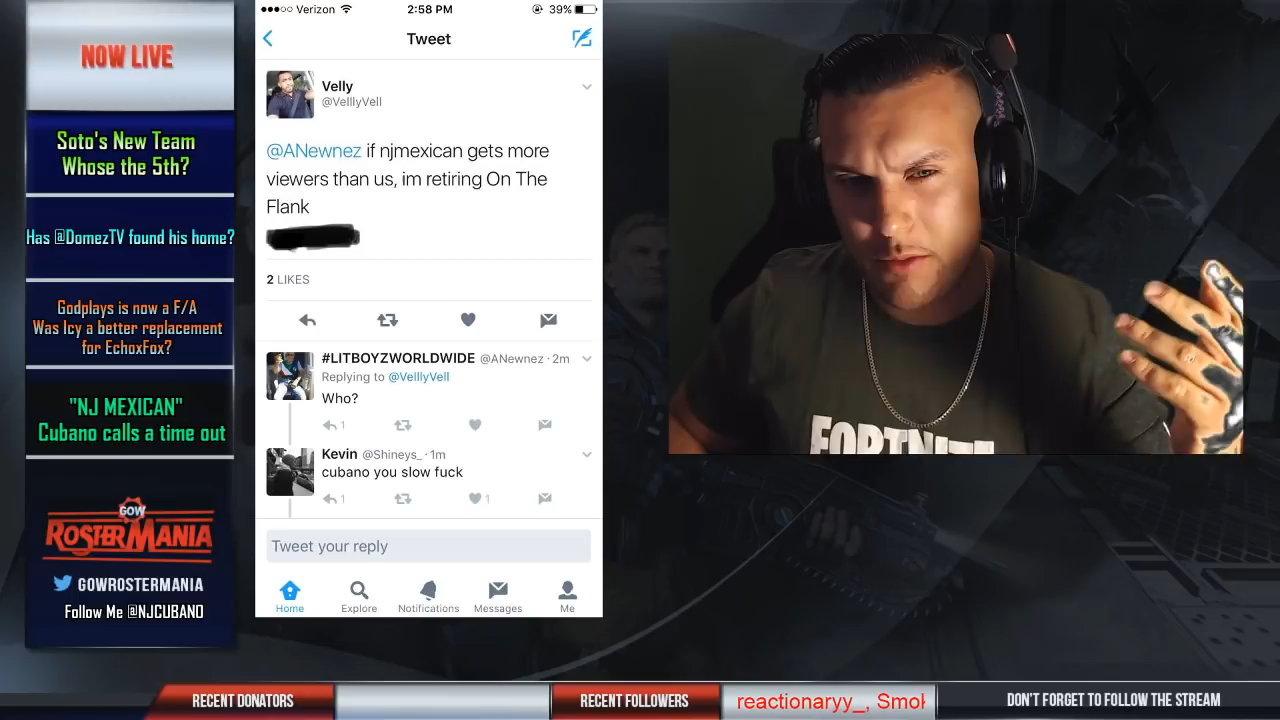 NOW LIVE
Soto's New Team
Whose the 5th?
Has @DomezTV found his home?
Godplays is now a F/A
Was Icy a better replacement
for EchoxFox?
"NJ MEXICAN"
Cubano calls a time out
GOW
ROSTERMANIA
GOWROSTERMANIA
Follow Me @NJCUBANO
Verizon 2:58 PM 39%
Tweet
Velly
@VelllyVell
@ANewnez if njmexican gets more
viewers than us, im retiring On The
Flank
2 LIKES
#LITBOYZWORLDWIDE @ANewnez · 2m
Replying to @VelllyVell
Who?
1
Kevin @Shineys_ · 1m
cubano you slow fuck
1 1
Tweet your reply
Home Explore Notifications Messages Me
FORTNITE
RECENT DONATORS
RECENT FOLLOWERS
reactionaryy_, Smo
DON'T FORGET TO FOLLOW THE STREAM